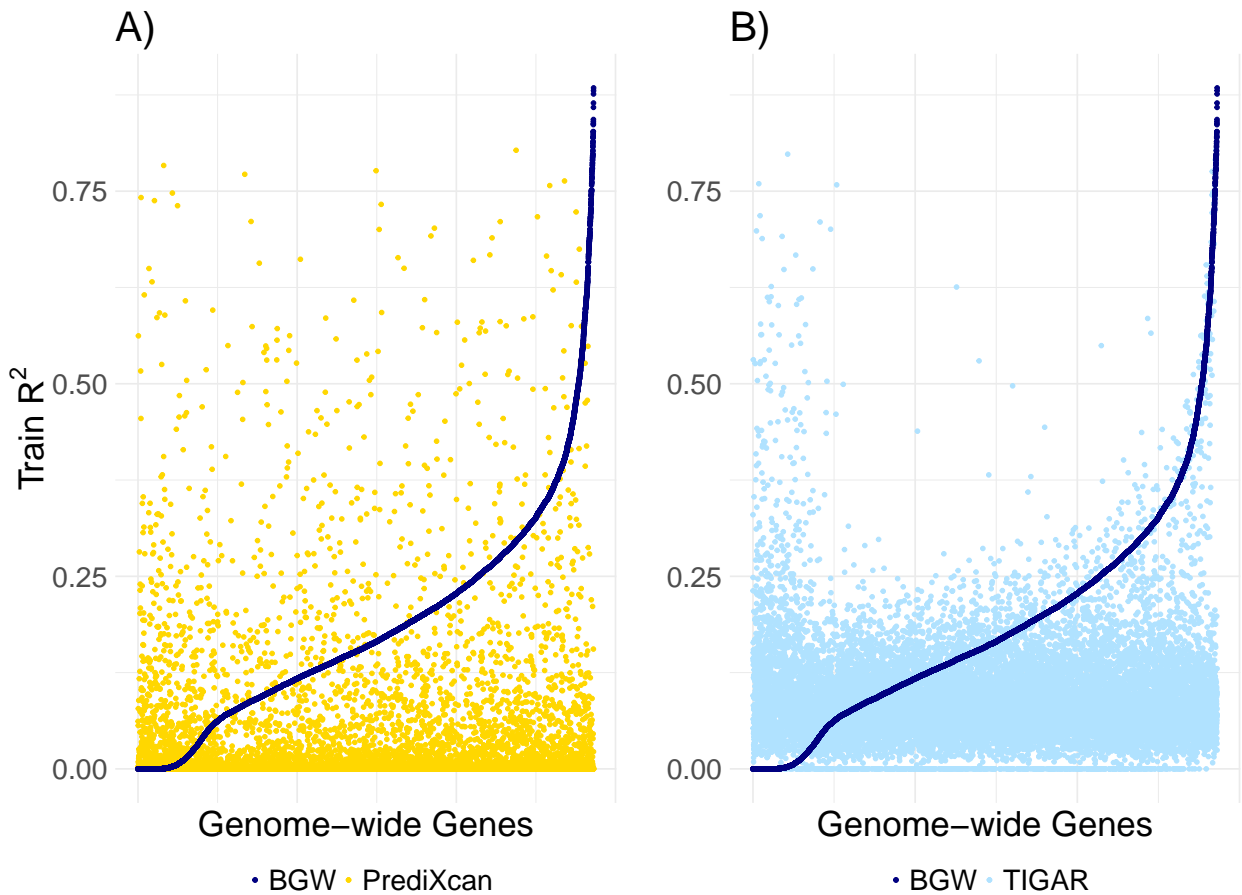 A)
B)
Train R²
0.75
0.50
0.25
0.00
0.75
0.50
0.25
0.00
Genome−wide Genes
Genome−wide Genes
BGW PrediXcan
BGW TIGAR